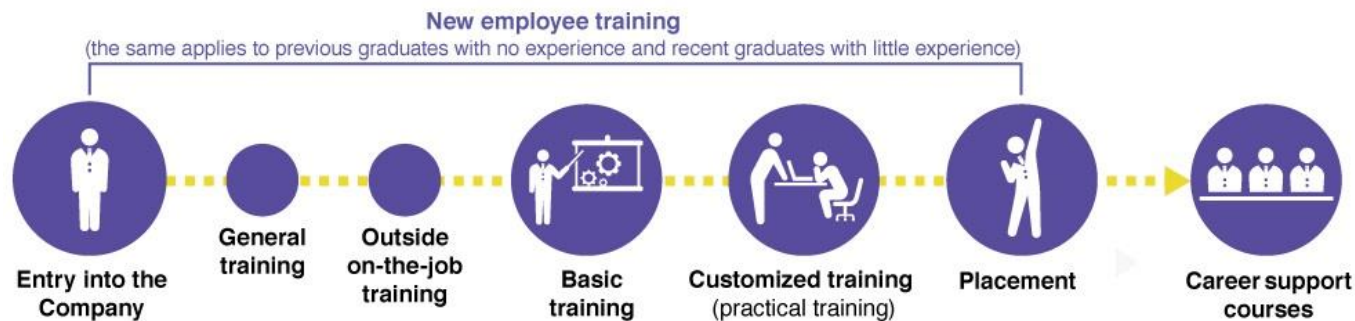 New employee training
(the same applies to previous graduates with no experience and recent graduates with little experience)
Entry into the
Company
General
training
Outside
on-the-job
training
Basic
training
Customized training
(practical training)
Placement
Career support
courses